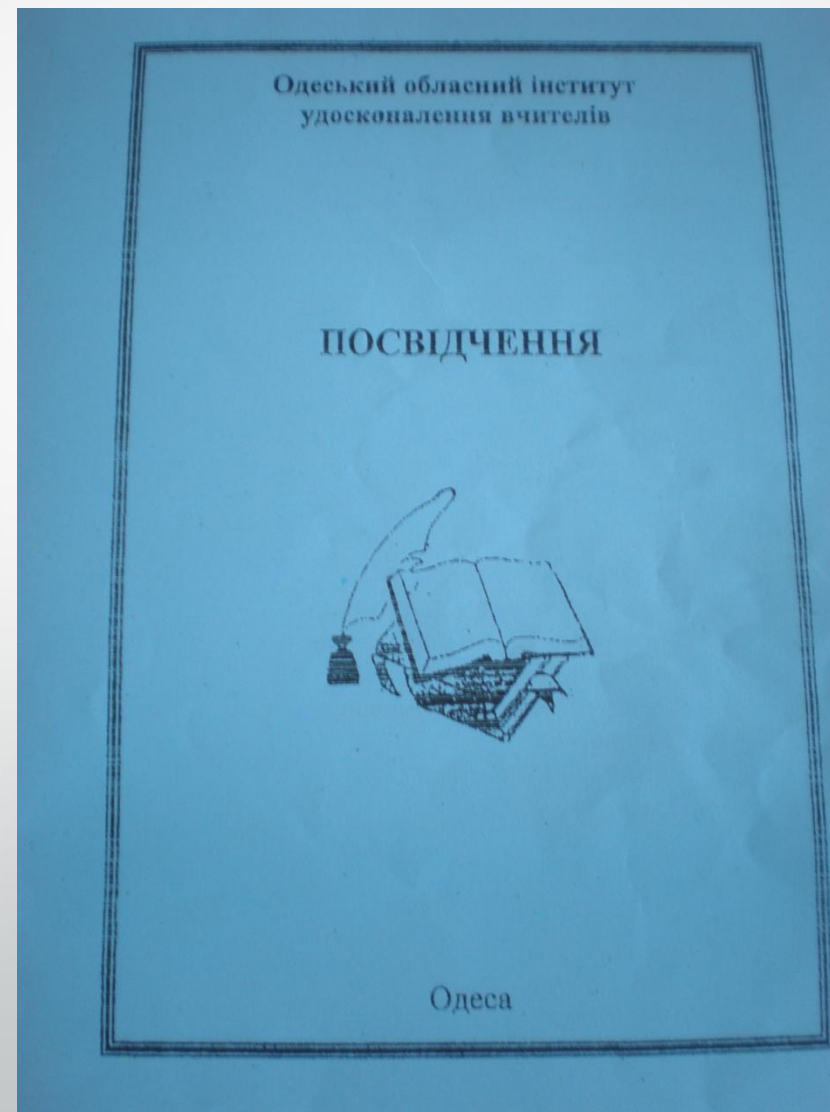 Одеський обласний інститут
удосконалення вчителів
ПОСВІДЧЕННЯ
Одеса